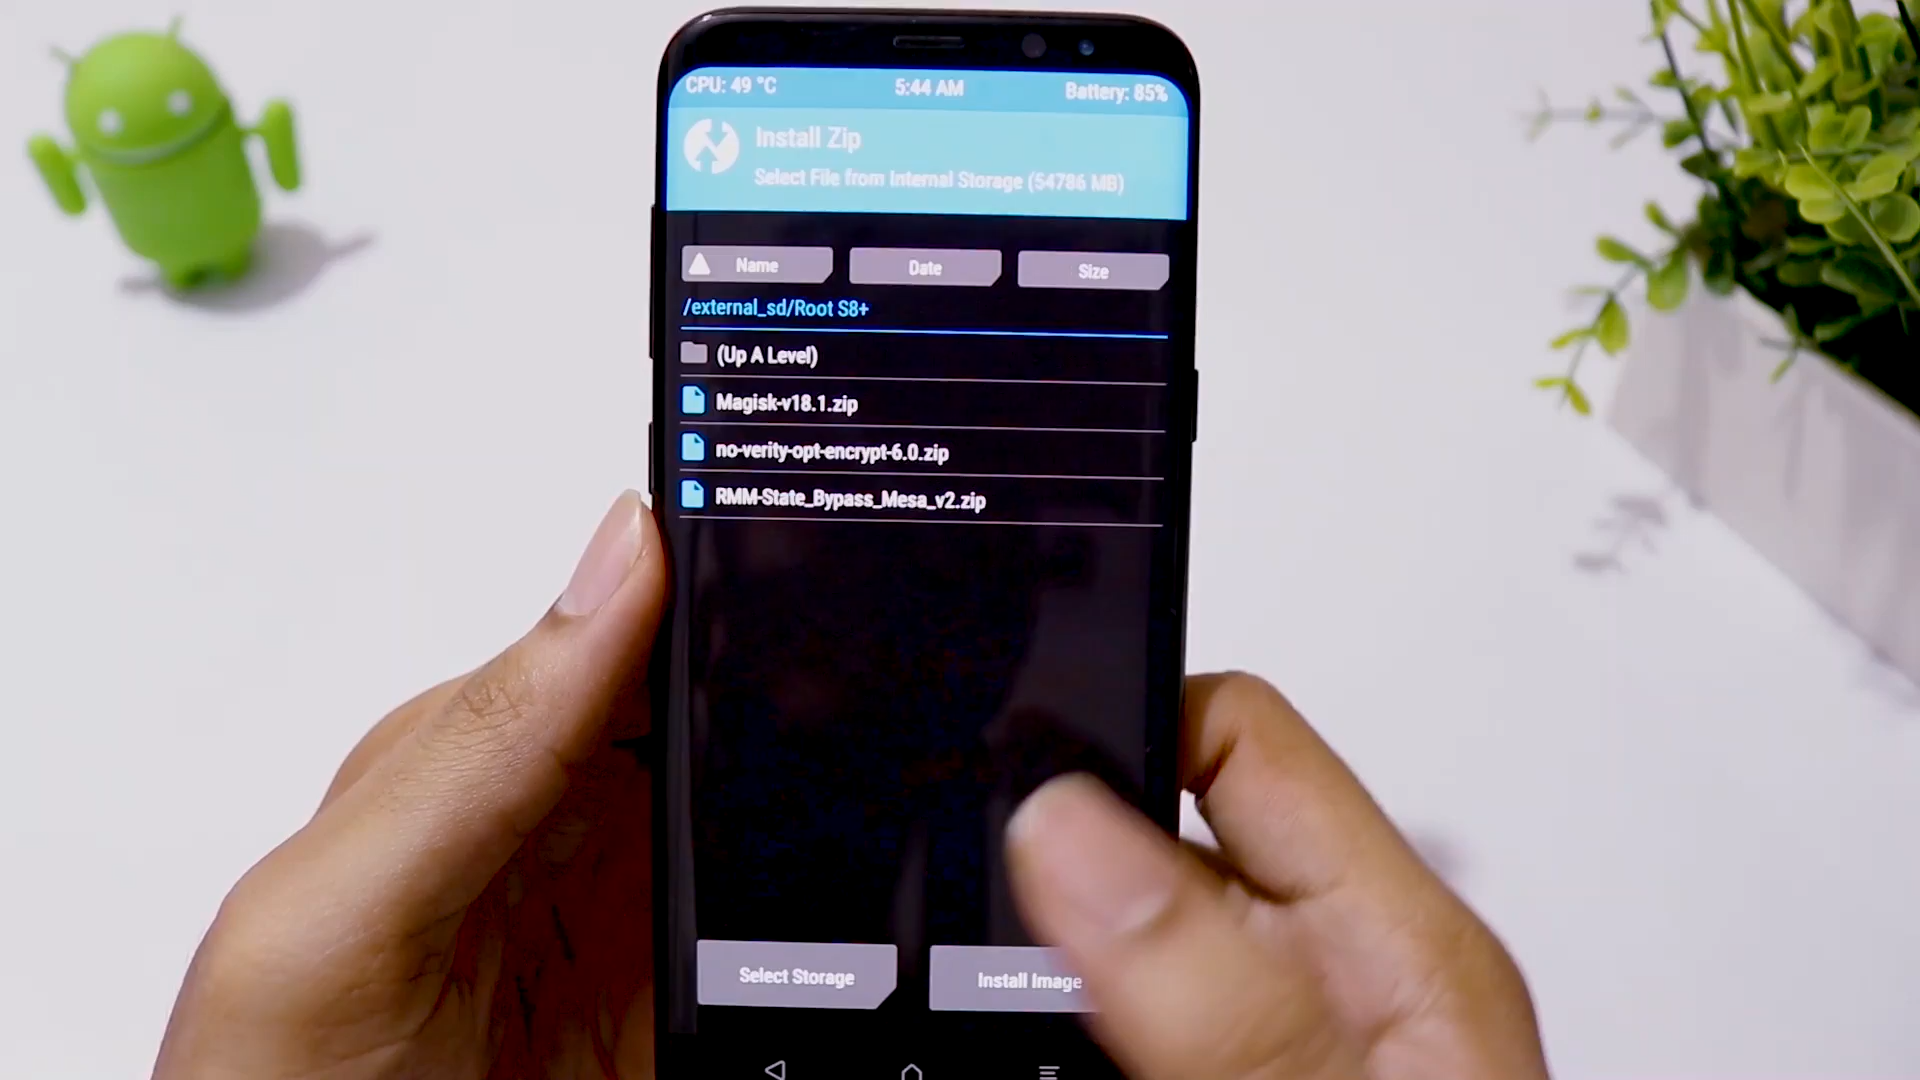 CPU: 49 °C 5:44 AM Battery: 85%
Install Zip
Select File from Internal Storage (54786 MB)
Name Date Size
/external_sd/Root S8+
(Up A Level)
Magisk-v18.1.zip
no-verity-opt-encrypt-6.0.zip
RMM-State_Bypass_Mesa_v2.zip
Select Storage Install Image